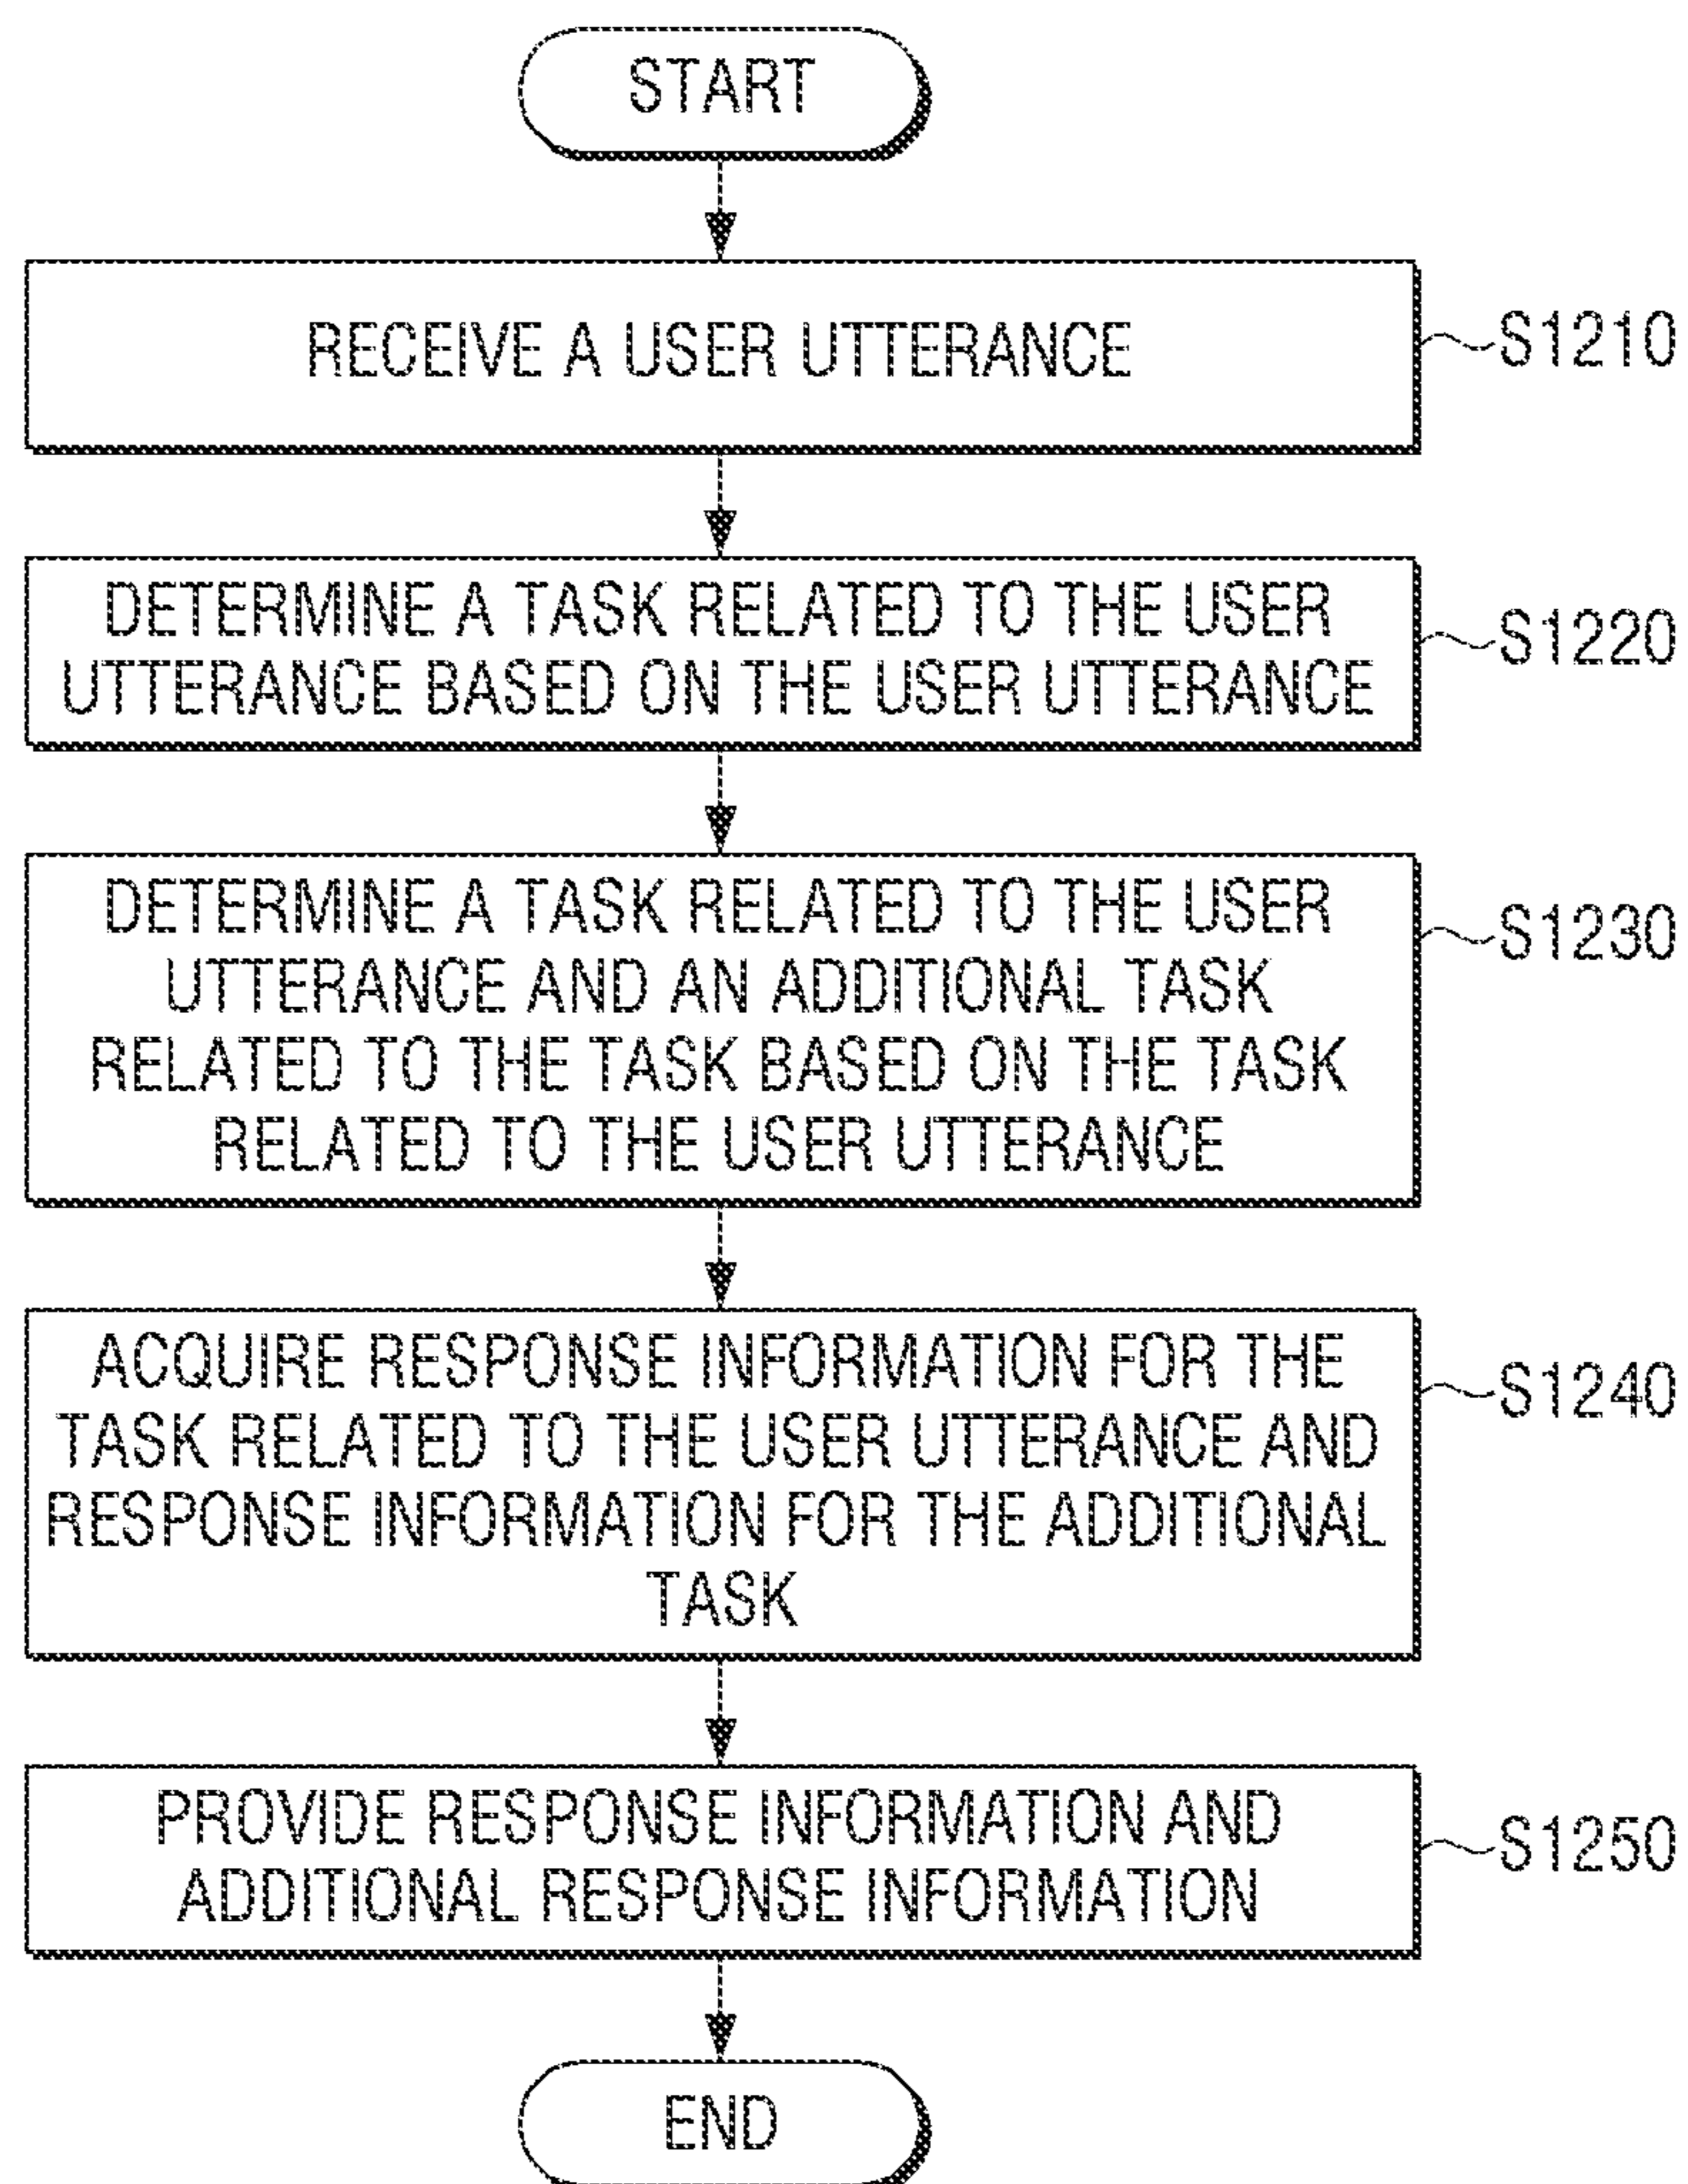 START
RECEIVE A USER UTTERANCE
S1210
DETERMINE A TASK RELATED TO THE USER
UTTERANCE BASED ON THE USER UTTERANCE
S1220
DETERMINE A TASK RELATED TO THE USER
UTTERANCE AND AN ADDITIONAL TASK
RELATED TO THE TASK BASED ON THE TASK
RELATED TO THE USER UTTERANCE
S1230
ACQUIRE RESPONSE INFORMATION FOR THE
TASK RELATED TO THE USER UTTERANCE AND
RESPONSE INFORMATION FOR THE ADDITIONAL
TASK
S1240
PROVIDE RESPONSE INFORMATION AND
ADDITIONAL RESPONSE INFORMATION
S1250
END